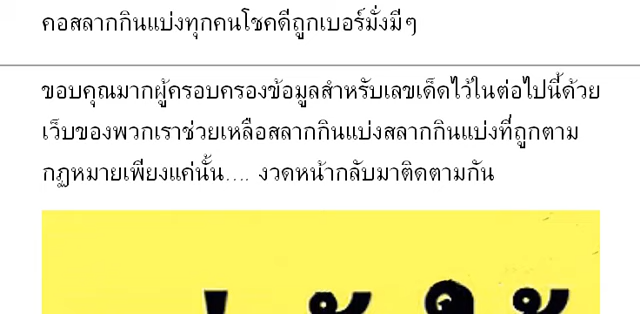 คอสลากกินแบ่งทุกคนโชคดีถูกเบอร์มั่งมีๆ
ขอบคุณมากผู้ครอบครองข้อมูลสำหรับเลขเด็ดไว้ในต่อไปนี้ด้วย
เว็บของพวกเราช่วยเหลือสลากกินแบ่งสลากกินแบ่งที่ถูกตาม
กฏหมายเพียงแค่นั้น.... งวดหน้ากลับมาติดตามกัน